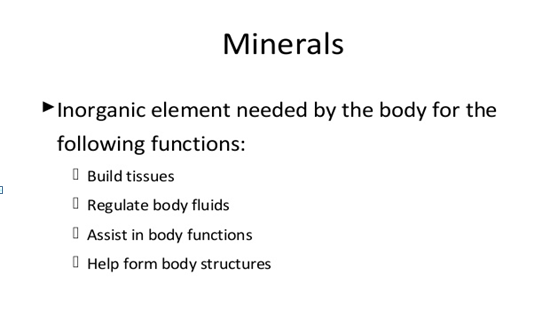 Minerals
►Inorganic element needed by the body for the
following functions:
▯ Build tissues
▯ Regulate body fluids
▯ Assist in body functions
▯ Help form body structures